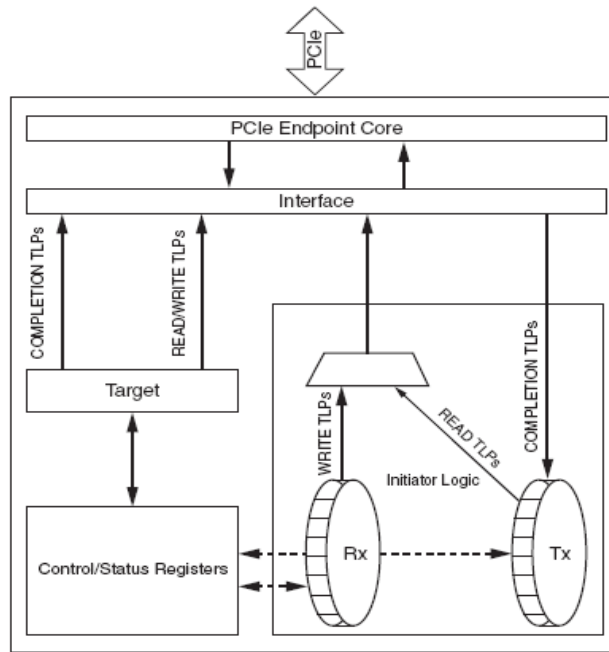 PCIe
PCIe Endpoint Core
Interface
COMPLETION TLPs
READ/WRITE TLPs
COMPLETION TLPs
Target
WRITE TLPs
READ TLPs
Initiator Logic
Control/Status Registers
Rx
Tx